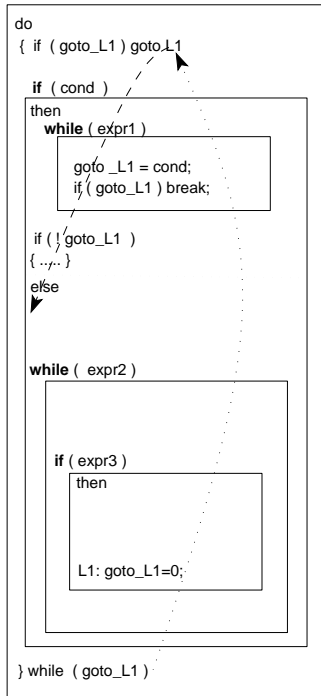 do
{ if ( goto_L1 ) goto L1
if ( cond )
then
while ( expr1 )
goto _L1 = cond;
if ( goto_L1 ) break;
if ( ! goto_L1 )
{ ..... }
else
while ( expr2 )
if ( expr3 )
then
L1: goto_L1=0;
} while ( goto_L1 )